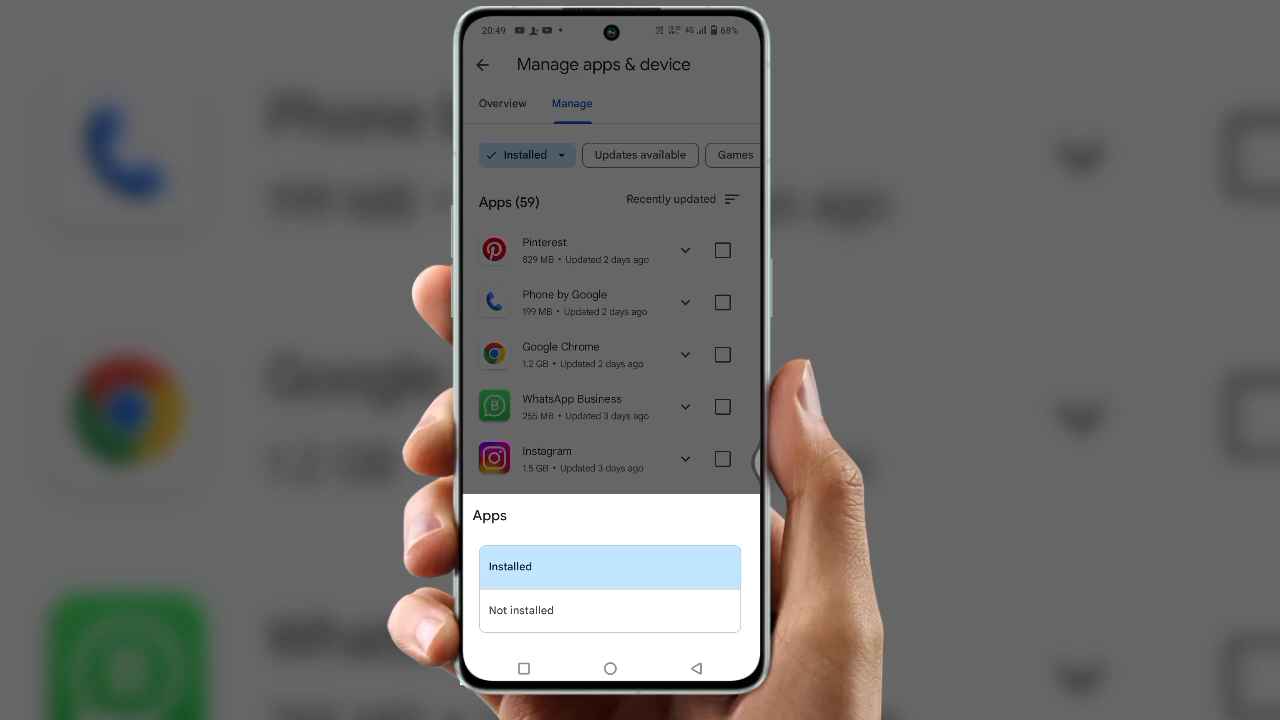 20:49 4G 68%
Manage apps & device
Overview Manage
Installed Updates available Games
Apps (59) Recently updated
Pinterest
829 MB • Updated 2 days ago
Phone by Google
199 MB • Updated 2 days ago
Google Chrome
1.2 GB • Updated 2 days ago
WhatsApp Business
255 MB • Updated 3 days ago
Instagram
1.5 GB • Updated 3 days ago
Apps
Installed
Not installed